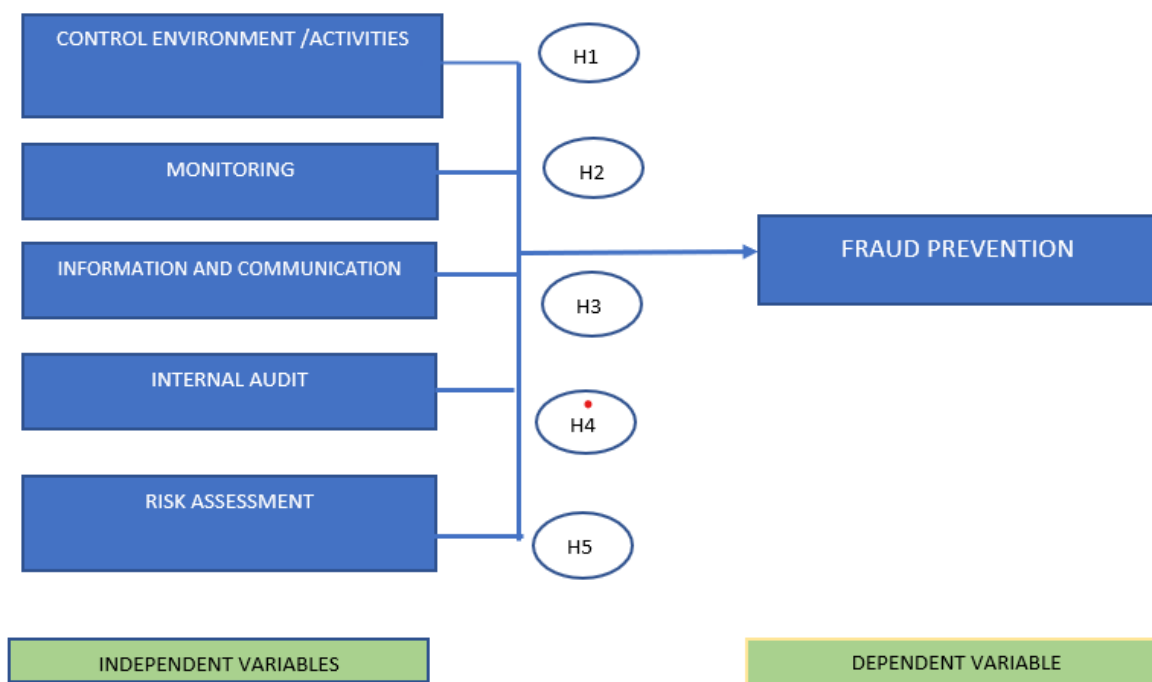 CONTROL ENVIRONMENT /ACTIVITIES
H1
MONITORING
H2
FRAUD PREVENTION
INFORMATION AND COMMUNICATION
H3
INTERNAL AUDIT
H4
RISK ASSESSMENT
H5
INDEPENDENT VARIABLES
DEPENDENT VARIABLE